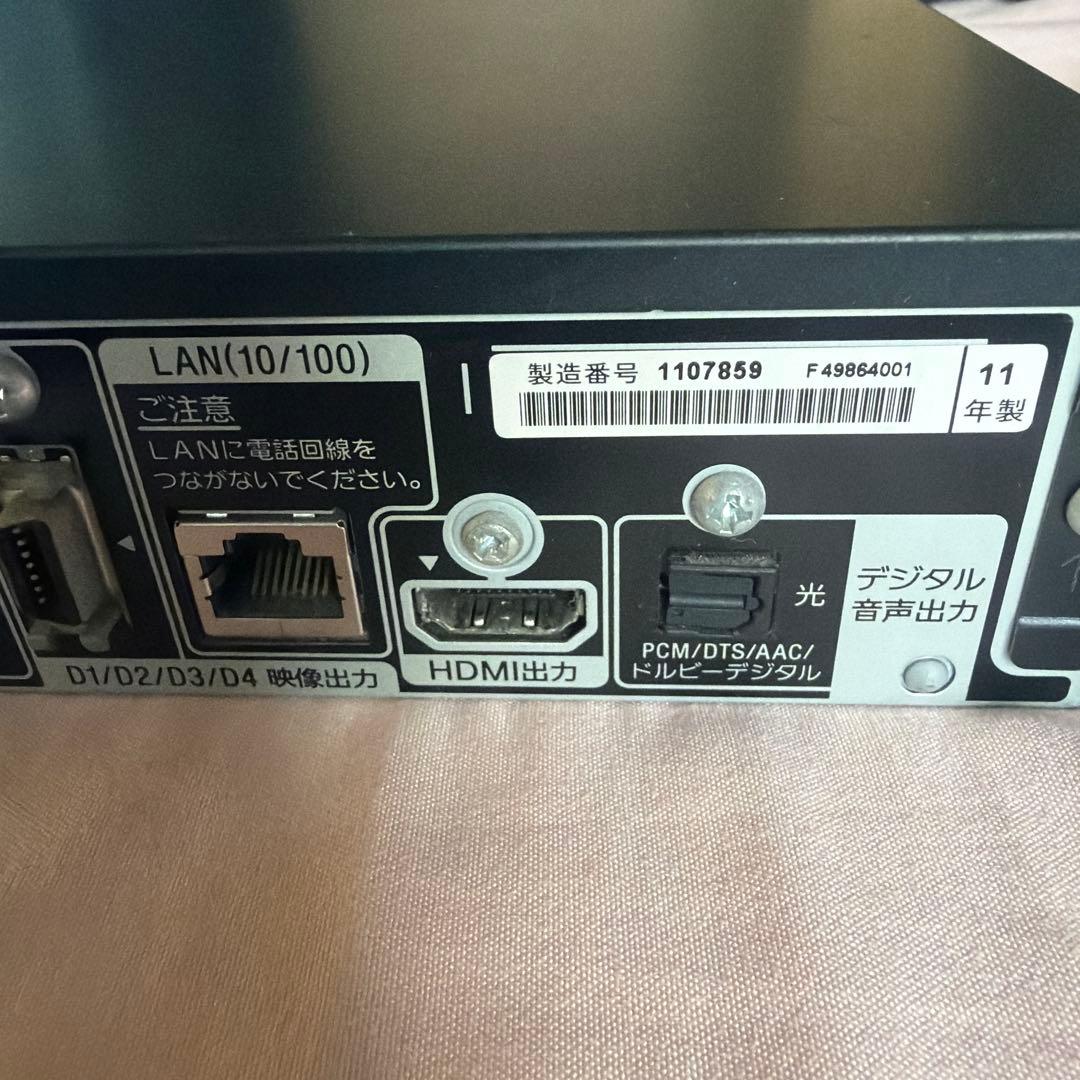 LAN(10/100)
ご注意
LANに電話回線を
つながないでください。
製造番号 1107859 F49864001
11
年製
D1/D2/D3/D4 映像出力
HDMI出力
光
PCM/DTS/AAC/
ドルビーデジタル
デジタル
音声出力